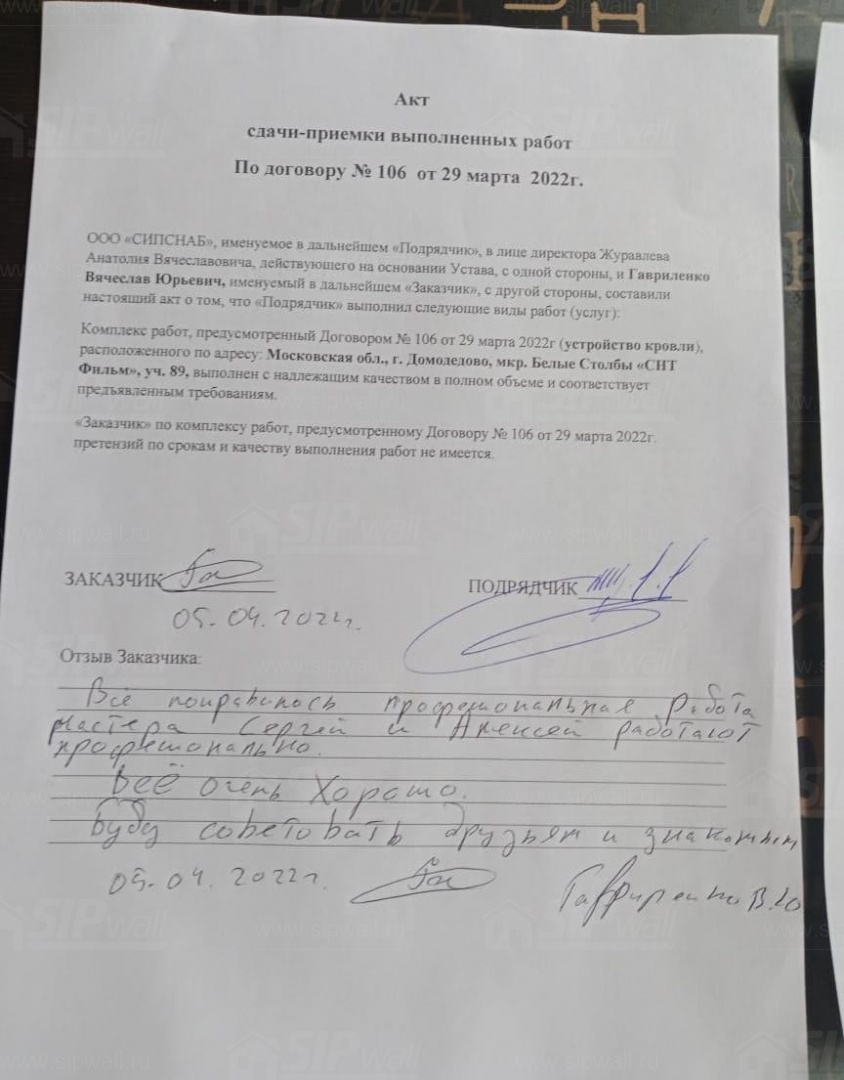 Акт
сдачи-приемки выполненных работ
По договору № 106 от 29 марта 2022г.
ООО «СИПСНАБ», именуемое в дальнейшем «Подрядчик», в лице директора Журавлева
Анатолия Вячеславовича, действующего на основании Устава, с одной стороны, и Гавриленко
Вячеслав Юрьевич, именуемый в дальнейшем «Заказчик», с другой стороны, составили
настоящий акт о том, что «Подрядчик» выполнил следующие виды работ (услуг):
Комплекс работ, предусмотренный Договором № 106 от 29 марта 2022г (устройство кровли),
расположенного по адресу: Московская обл., г. Домодедово, мкр. Белые Столбы «СНТ
Фильм», уч. 89, выполнен с надлежащим качеством в полном объеме и соответствует
предъявленным требованиям.
«Заказчик» по комплексу работ, предусмотренному Договору № 106 от 29 марта 2022г.
претензий по срокам и качеству выполнения работ не имеется.
ЗАКАЗЧИК ПОДРЯДЧИК
05.04.2022г.
Отзыв Заказчика:
Всё понравилось профешональная работа
мастера Сергей и Алексей работают
профешонально.
Всё очень хорошо.
Буду советовать друзьям и знакомым
05.04.2022г. Гавриленко В.Ю
SIPwall
www.sipwall.ru